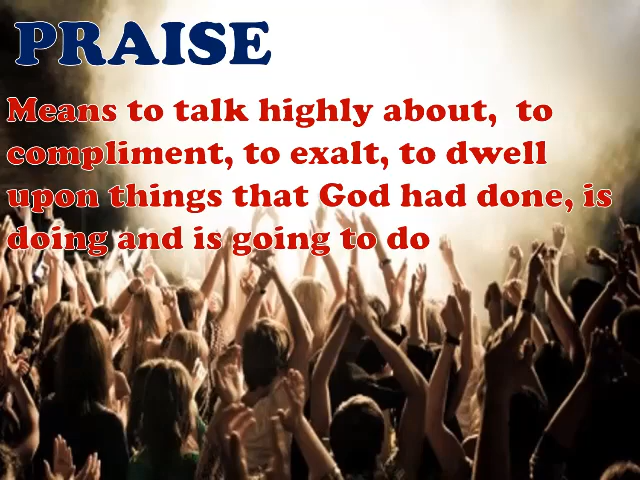 PRAISE
Means to talk highly about,  to
compliment, to exalt, to dwell
upon things that God had done, is
doing and is going to do